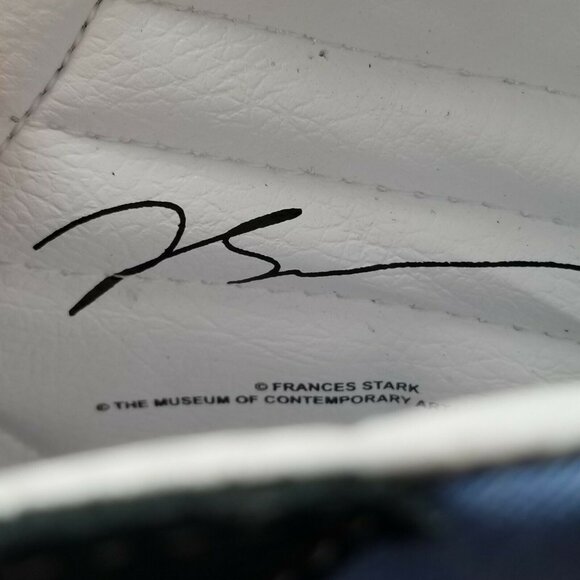 © FRANCES STARK
© THE MUSEUM OF CONTEMPORARY